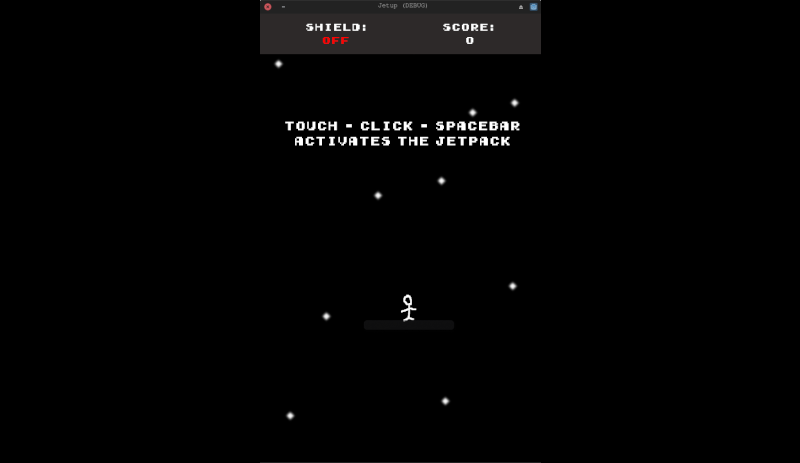 Jetup (DEBUG)
SHIELD: SCORE:
OFF 0
TOUCH - CLICK - SPACEBAR
ACTIVATES THE JETPACK